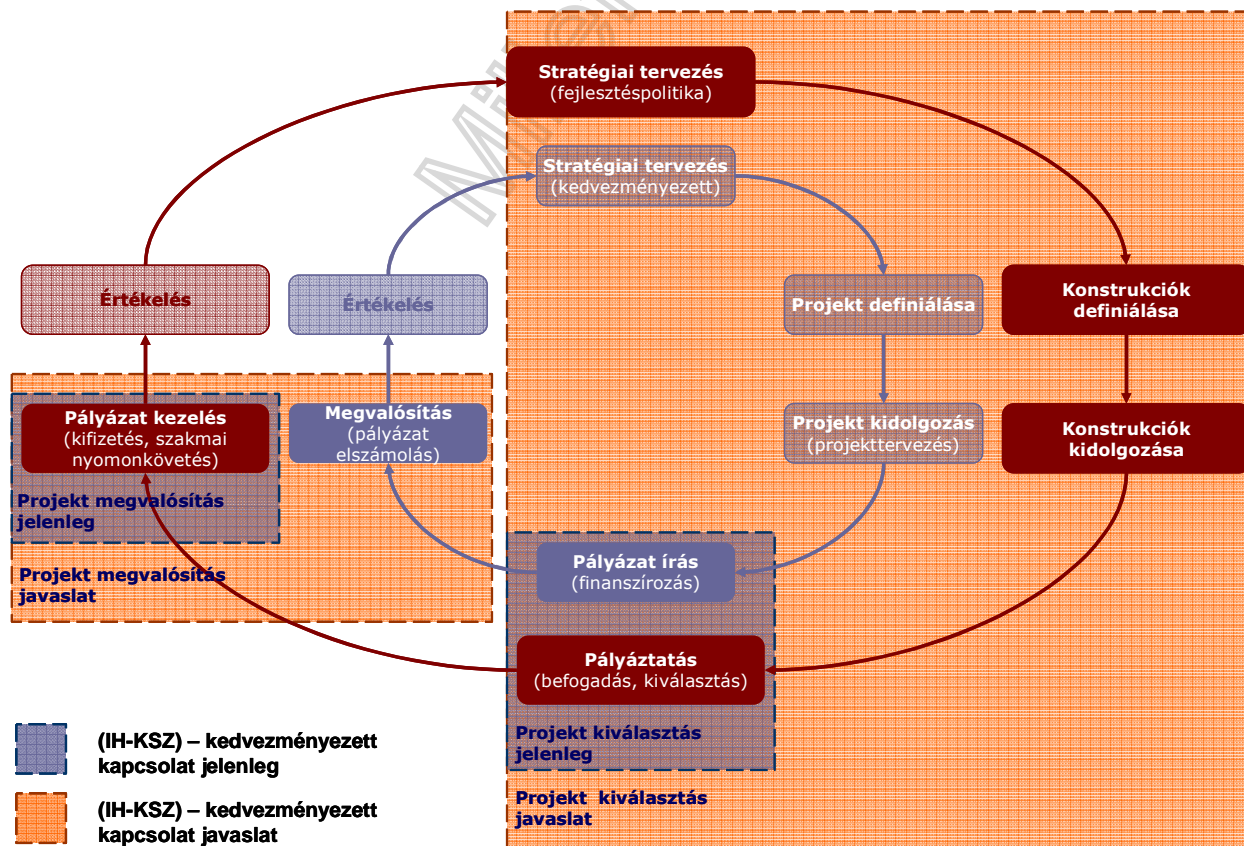 Stratégiai tervezés
(fejlesztéspolitika)
Stratégiai tervezés
(kedvezményezett)
Értékelés
Értékelés
Projekt definiálása
Konstrukciók
definiálása
Pályázat kezelés
(kifizetés, szakmai
nyomonkövetés)
Megvalósítás
(pályázat
elszámolás)
Projekt kidolgozás
(projekttervezés)
Konstrukciók
kidolgozása
Projekt megvalósítás
jelenleg
Projekt megvalósítás
javaslat
Pályázat írás
(finanszírozás)
Pályáztatás
(befogadás, kiválasztás)
Projekt kiválasztás
jelenleg
Projekt kiválasztás
javaslat
(IH-KSZ) – kedvezményezett
kapcsolat jelenleg
(IH-KSZ) – kedvezményezett
kapcsolat javaslat